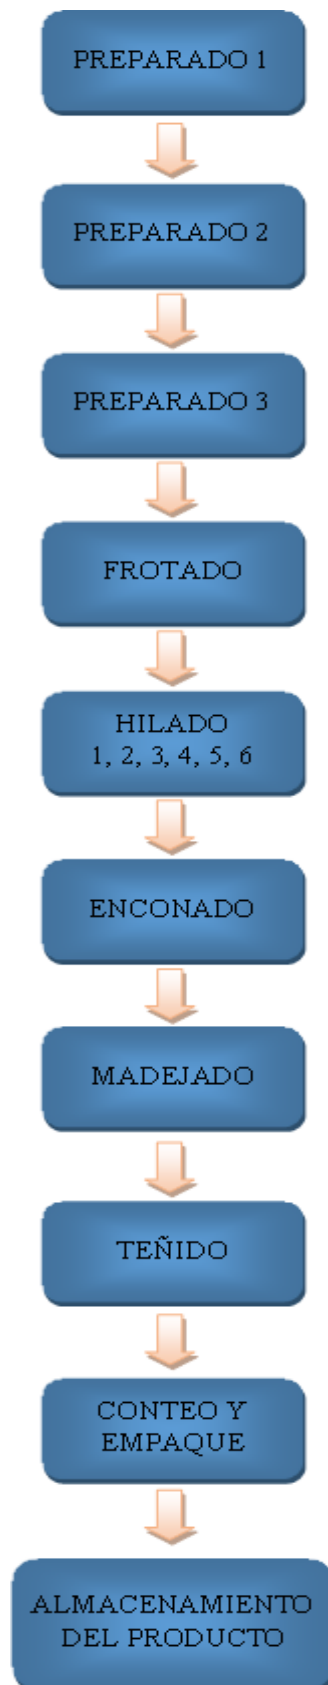 PREPARADO 1
PREPARADO 2
PREPARADO 3
FROTADO
HILADO
1, 2, 3, 4, 5, 6
ENCONADO
MADEJADO
TEÑIDO
CONTEO Y
EMPAQUE
ALMACENAMIENTO
DEL PRODUCTO